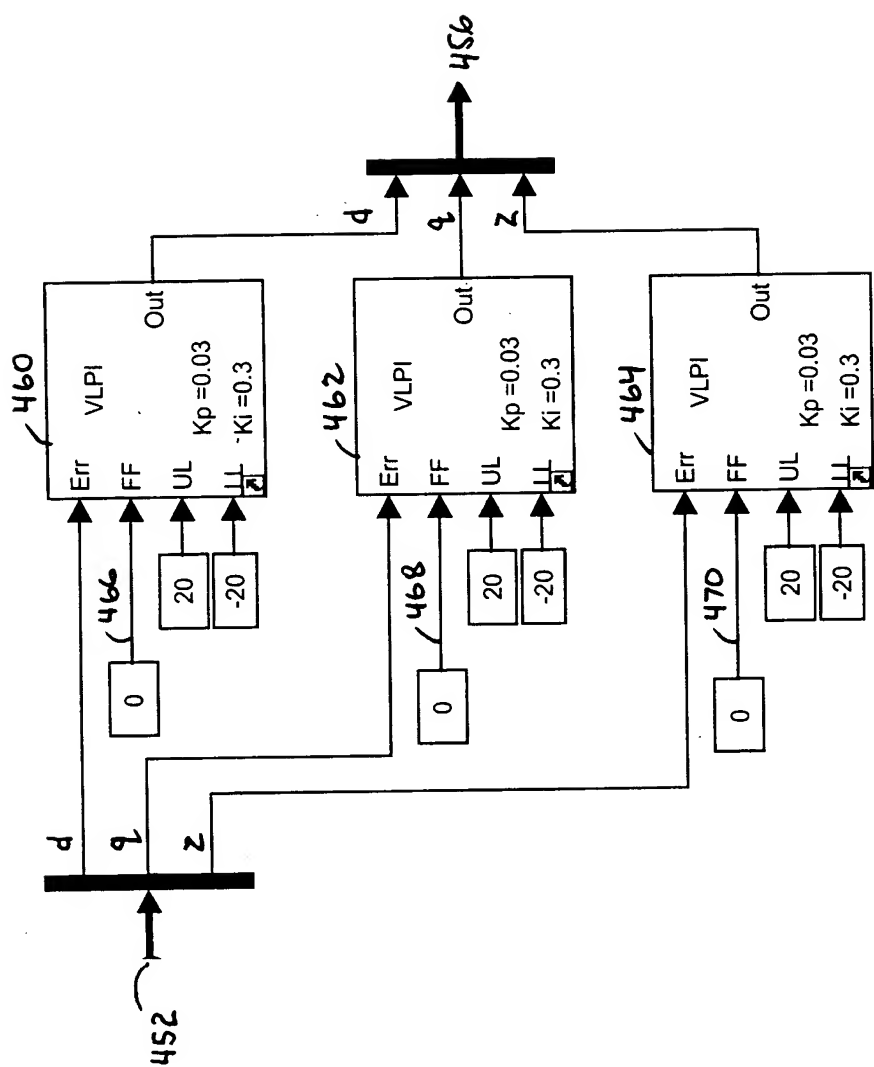 456
d
q
z
460
Err
VLPI
Out
FF
UL
Kp =0.03
LL
Ki =0.3
466
0
20
-20
462
Err
VLPI
Out
FF
UL
Kp =0.03
LL
Ki =0.3
468
0
20
-20
464
Err
VLPI
Out
FF
UL
Kp =0.03
LL
Ki =0.3
470
0
20
-20
d
q
z
452